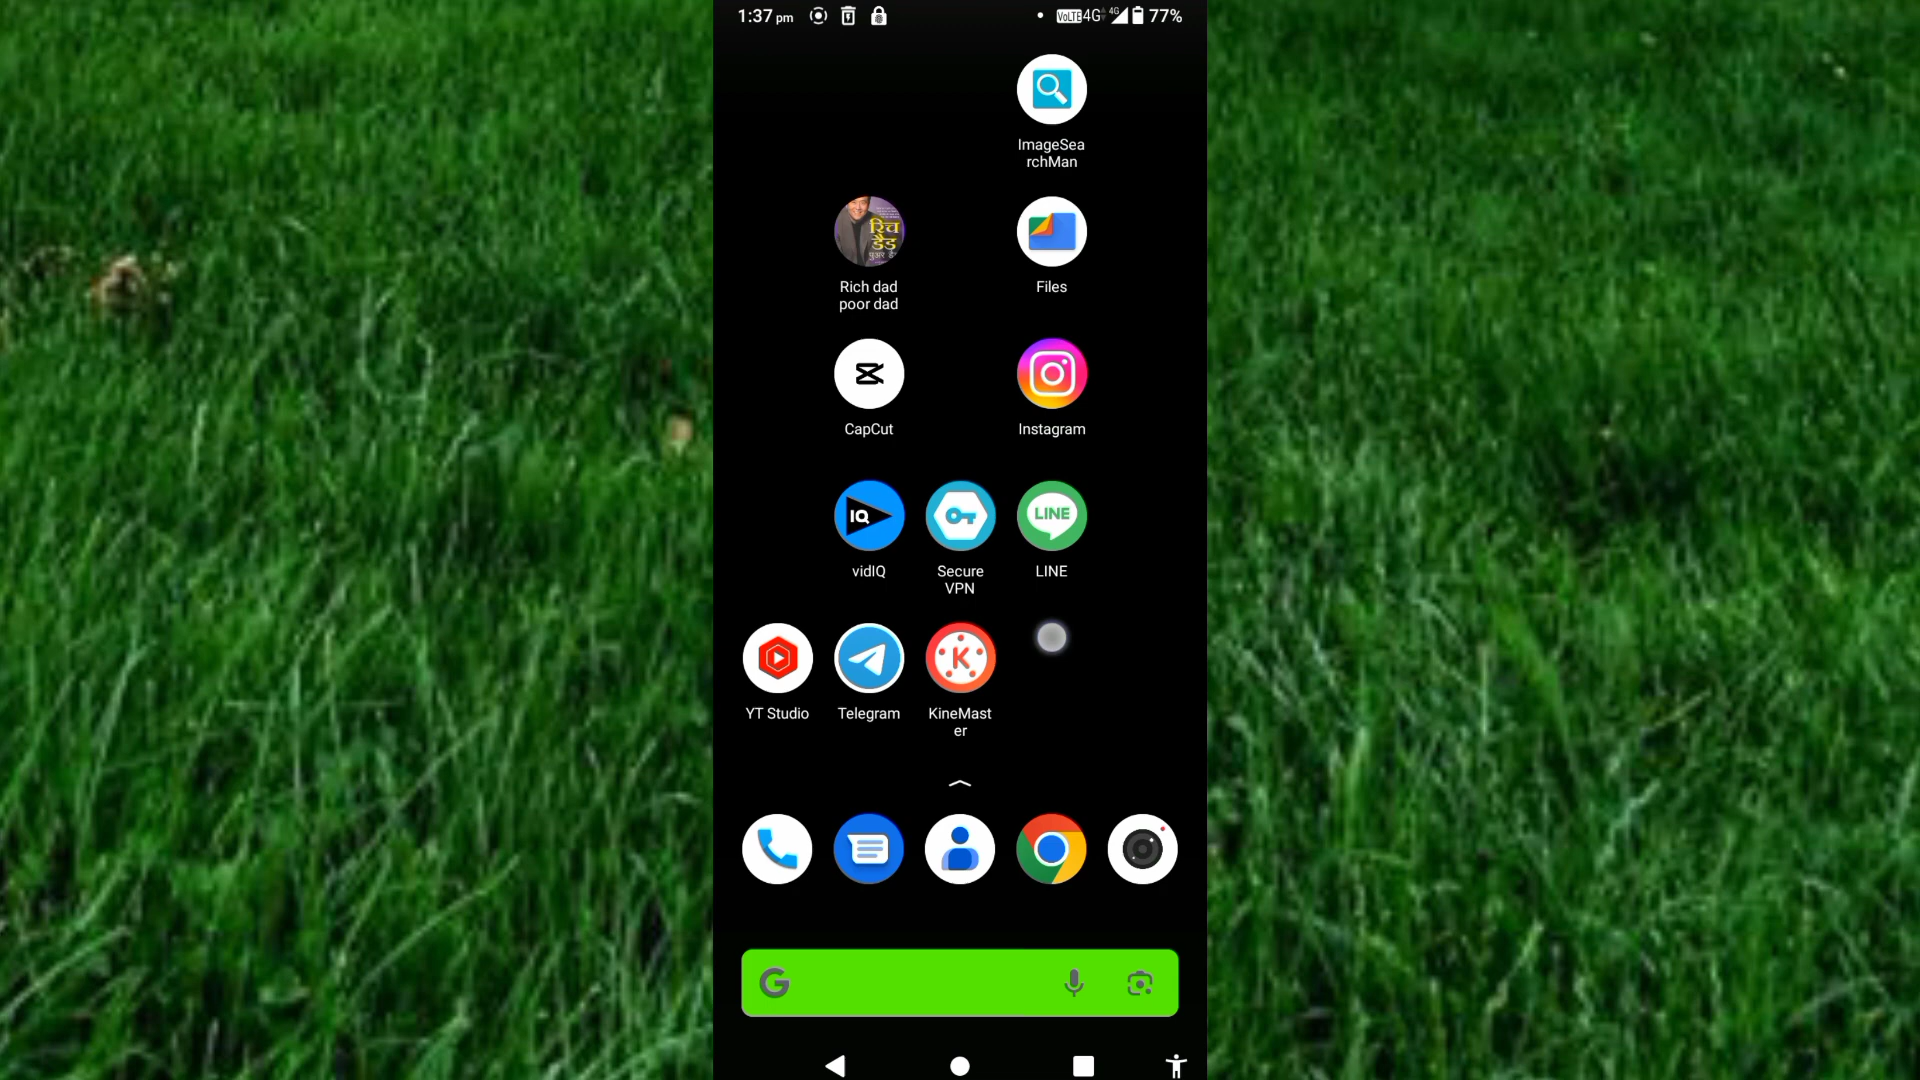 1:37 pm
VoLTE 4G 4G 77%
ImageSea
rchMan
रिच
डैड
पुअर डै
Rich dad
poor dad
Files
CapCut
Instagram
IQ
LINE
vidIQ
Secure
VPN
LINE
K
YT Studio
Telegram
KineMast
er
G